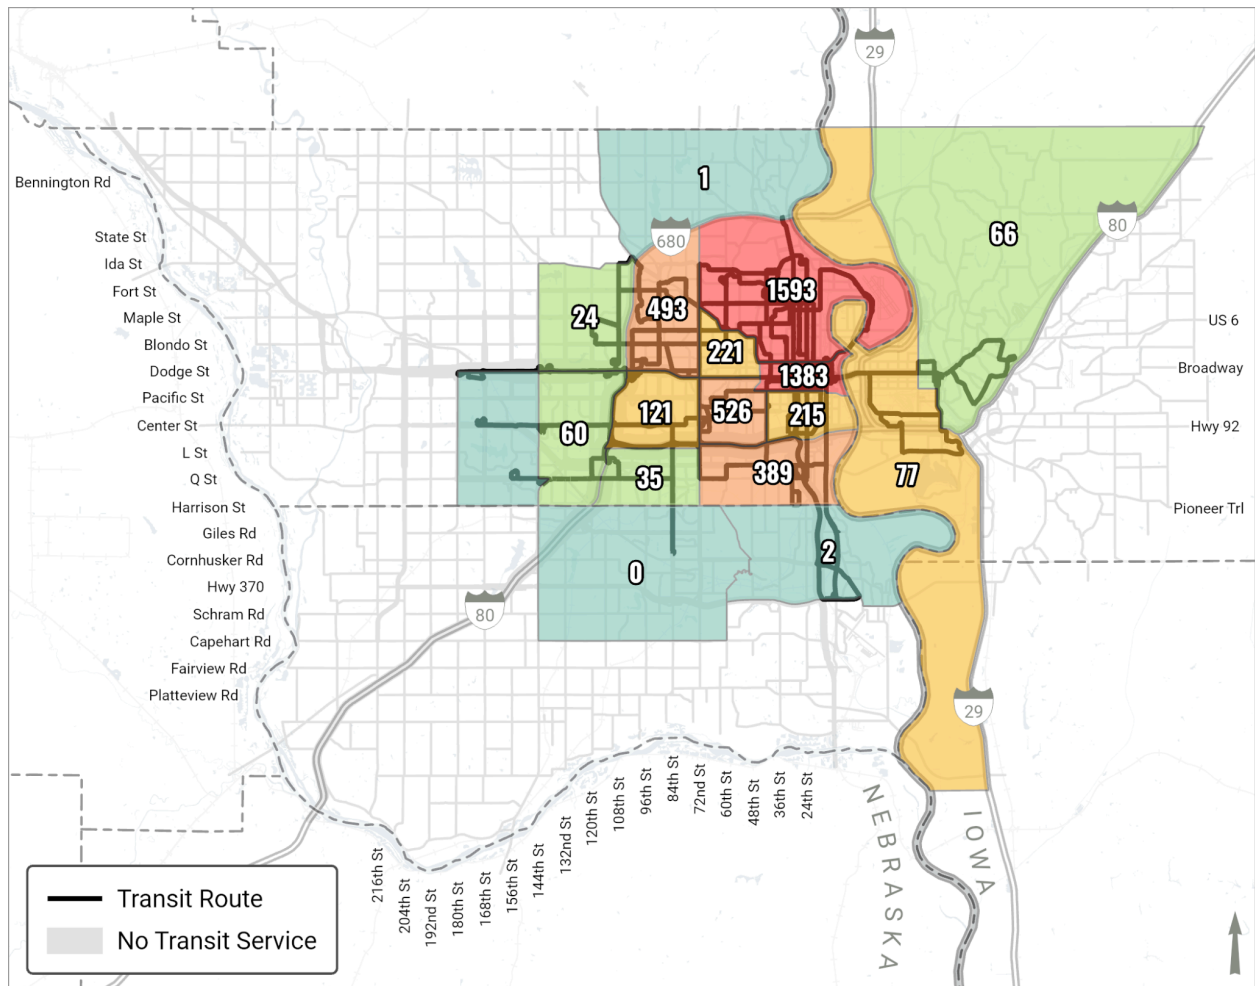 29
Bennington Rd
1
80
State St
680
66
Ida St
Fort St
1593
493
Maple St
24
US 6
Blondo St
221
Dodge St
1383
Broadway
Pacific St
121
526
215
Center St
60
Hwy 92
L St
389
77
Q St
35
Harrison St
Pioneer Trl
Giles Rd
2
Cornhusker Rd
0
Hwy 370
80
Schram Rd
Capehart Rd
Fairview Rd
Platteview Rd
29
216th St
204th St
192nd St
180th St
168th St
156th St
144th St
132nd St
120th St
108th St
96th St
84th St
72nd St
60th St
48th St
36th St
24th St
NEBRASKA
IOWA
Transit Route
No Transit Service